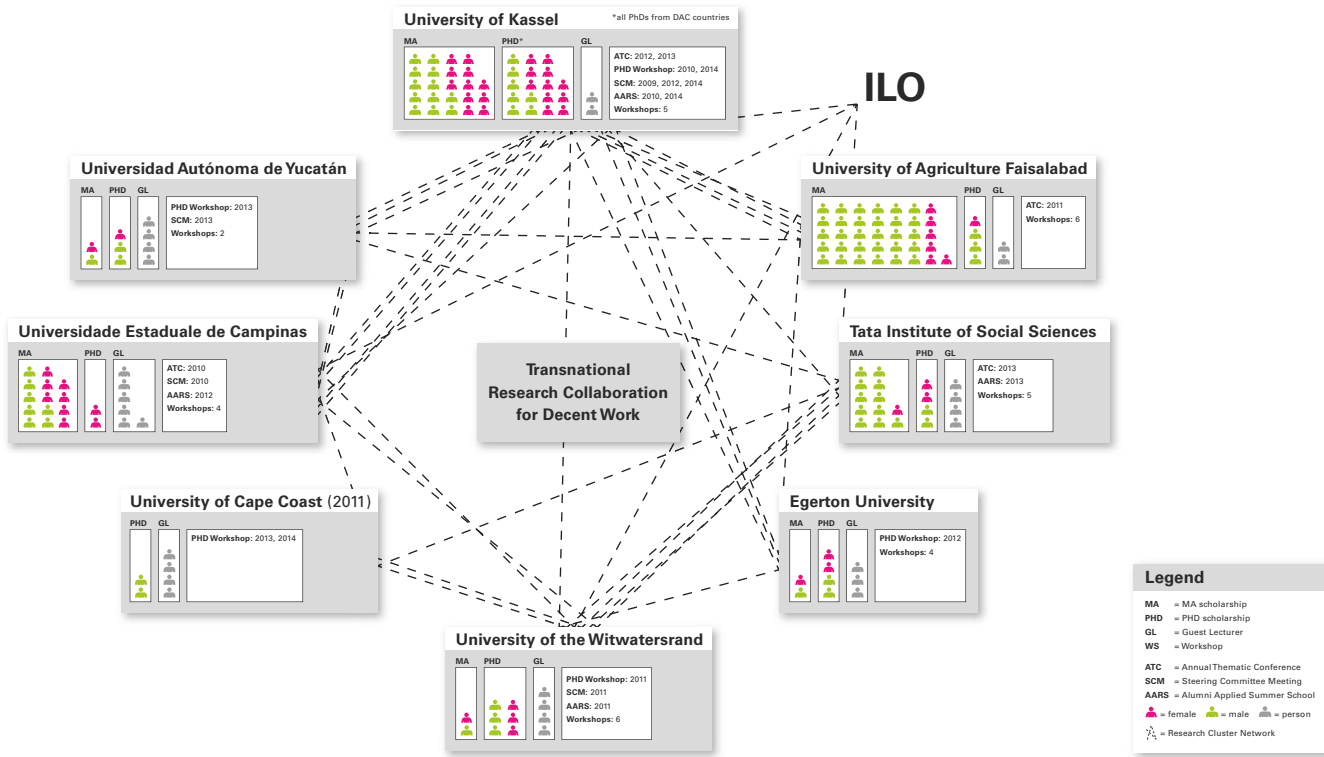 University of Kassel
*all PhDs from DAC countries
MA
PHD*
GL
ATC: 2012, 2013
PHD Workshop: 2010, 2014
SCM: 2009, 2012, 2014
AARS: 2010, 2014
Workshops: 5
ILO
Universidad Autónoma de Yucatán
MA
PHD
GL
PHD Workshop: 2013
SCM: 2013
Workshops: 2
University of Agriculture Faisalabad
MA
PHD
GL
ATC: 2011
Workshops: 6
Universidade Estaduale de Campinas
MA
PHD
GL
ATC: 2010
SCM: 2010
AARS: 2012
Workshops: 4
Transnational
Research Collaboration
for Decent Work
Tata Institute of Social Sciences
MA
PHD
GL
ATC: 2013
AARS: 2013
Workshops: 5
University of Cape Coast (2011)
PHD
GL
PHD Workshop: 2013, 2014
Egerton University
MA
PHD
GL
PHD Workshop: 2012
Workshops: 4
University of the Witwatersrand
MA
PHD
GL
PHD Workshop: 2011
SCM: 2011
AARS: 2011
Workshops: 6
Legend
MA = MA scholarship
PHD = PHD scholarship
GL = Guest Lecturer
WS = Workshop
ATC = Annual Thematic Conference
SCM = Steering Committee Meeting
AARS = Alumni Applied Summer School
= female = male = person
= Research Cluster Network